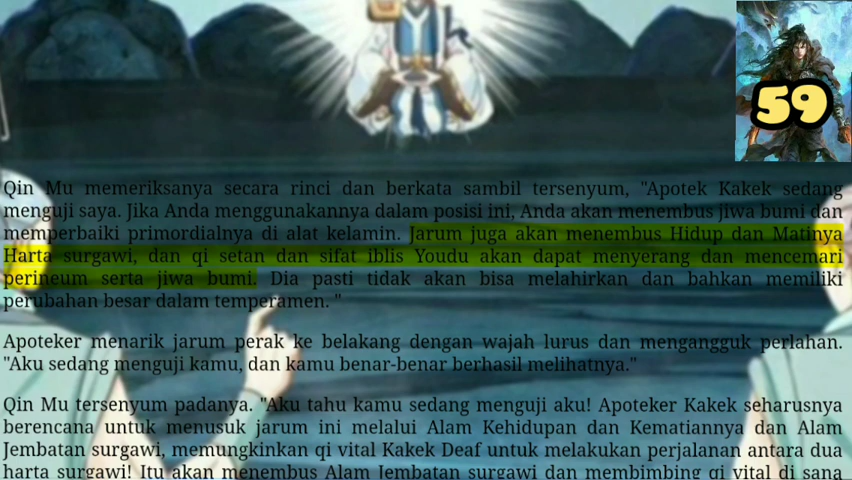 59
Qin Mu memeriksanya secara rinci dan berkata sambil tersenyum, "Apotek Kakek sedang
menguji saya. Jika Anda menggunakannya dalam posisi ini, Anda akan menembus jiwa bumi dan
memperbaiki primordialnya di alat kelamin. Jarum juga akan menembus Hidup dan Matinya
Harta surgawi, dan qi setan dan sifat iblis Youdu akan dapat menyerang dan mencemari
perineum serta jiwa bumi. Dia pasti tidak akan bisa melahirkan dan bahkan memiliki
perubahan besar dalam temperamen. "
Apoteker menarik jarum perak ke belakang dengan wajah lurus dan mengangguk perlahan.
"Aku sedang menguji kamu, dan kamu benar-benar berhasil melihatnya."
Qin Mu tersenyum padanya. "Aku tahu kamu sedang menguji aku! Apoteker Kakek seharusnya
berencana untuk menusuk jarum ini melalui Alam Kehidupan dan Kematiannya dan Alam
Jembatan surgawi, memungkinkan qi vital Kakek Deaf untuk melakukan perjalanan antara dua
harta surgawi! Itu akan menembus Alam Jembatan surgawi dan membimbing qi vital di sana